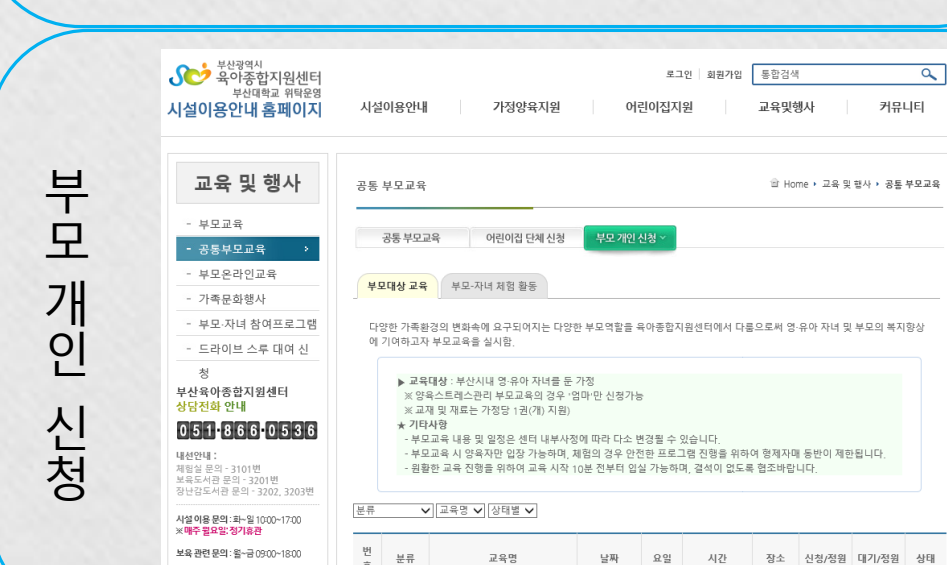 부모 개인 신청
부산광역시
육아종합지원센터
부산대학교 위탁운영
시설이용안내 홈페이지
로그인 회원가입 통합검색
시설이용안내 가정양육지원 어린이집지원 교육및행사 커뮤니티
교육 및 행사
- 부모교육
- 공통부모교육 ›
- 부모온라인교육
- 가족문화행사
- 부모·자녀 참여프로그램
- 드라이브 스루 대여 신
청
부산육아종합지원센터
상담전화 안내
051·866·0536
내선안내 :
체험실 문의 - 3101번
보육도서관 문의 - 3201번
장난감도서관 문의 - 3202, 3203번
시설 이용 문의 : 화~일 10:00~17:00
※ 매주 월요일: 정기휴관
보육 관련 문의 : 월~금 09:00~18:00
공통 부모교육
Home › 교육 및 행사 › 공통 부모교육
공통 부모교육 어린이집 단체 신청 부모 개인 신청
부모대상 교육 부모-자녀 체험 활동
다양한 가족환경의 변화속에 요구되어지는 다양한 부모역할을 육아종합지원센터에서 다룸으로써 영·유아 자녀 및 부모의 복지향상
에 기여하고자 부모교육을 실시함.
▶ 교육대상 : 부산시내 영·유아 자녀를 둔 가정
※ 양육스트레스관리 부모교육의 경우 '엄마'만 신청가능
※ 교재 및 재료는 가정당 1권(개) 지원)
★ 기타사항
- 부모교육 내용 및 일정은 센터 내부사정에 따라 다소 변경될 수 있습니다.
- 부모교육 시 양육자만 입장 가능하며, 체험의 경우 안전한 프로그램 진행을 위하여 형제자매 동반이 제한됩니다.
- 원활한 교육 진행을 위하여 교육 시작 10분 전부터 입실 가능하며, 결석이 없도록 협조바랍니다.
분류 교육명 상태별
번호 분류 교육명 날짜 요일 시간 장소 신청/정원 대기/정원 상태